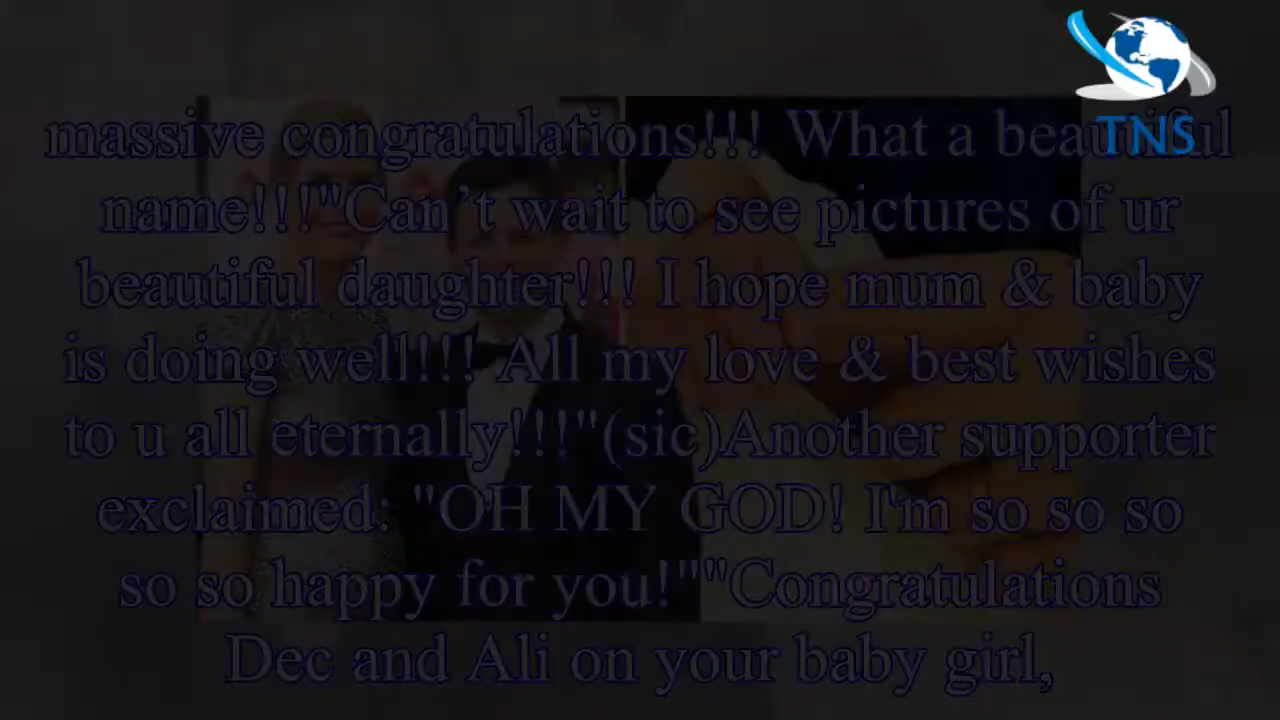 TNS
massive congratulations!!! What a beautiful
name!!!"Can’t wait to see pictures of ur
beautiful daughter!!! I hope mum & baby
is doing well!!! All my love & best wishes
to u all eternally!!!"(sic)Another supporter
exclaimed: "OH MY GOD! I'm so so so
so so happy for you!""Congratulations
Dec and Ali on your baby girl,